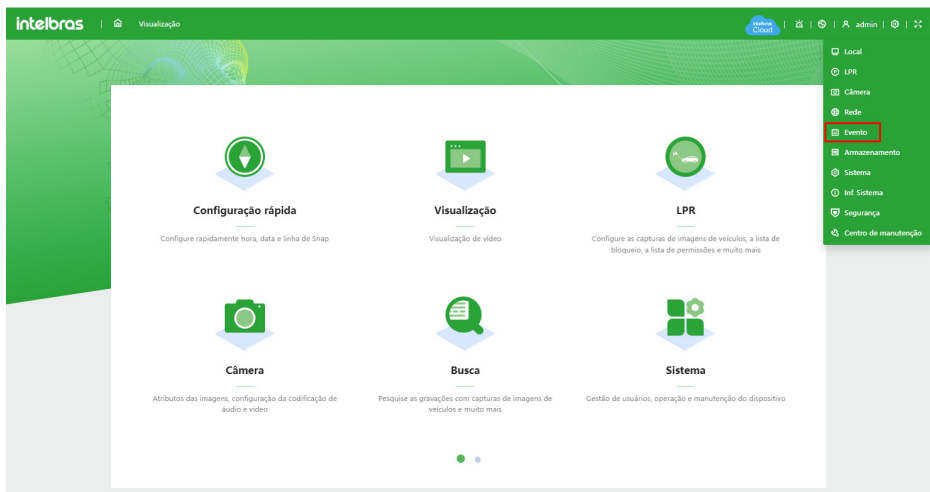 intelbras
Visualização
intelbras
Cloud
admin
Local
LPR
Câmera
Rede
Evento
Armazenamento
Sistema
Inf. Sistema
Segurança
Centro de manutenção
Configuração rápida
Configure rapidamente hora, data e linha de Snap
Visualização
Visualização de vídeo
LPR
Configure as capturas de imagens de veículos, a lista de
bloqueio, a lista de permissões e muito mais
Câmera
Atributos das imagens, configuração da codificação de
áudio e vídeo
Busca
Pesquise as gravações com capturas de imagens de
veículos e muito mais
Sistema
Gestão de usuários, operação e manutenção do dispositivo